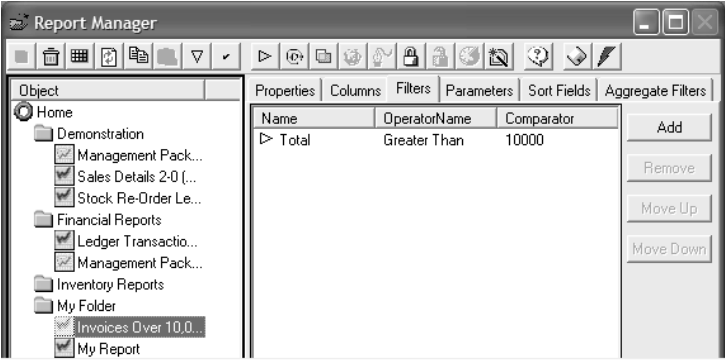 Report Manager
Object
Home
Demonstration
Management Pack...
Sales Details 2-0 (...
Stock Re-Order Le...
Financial Reports
Ledger Transactio...
Management Pack...
Inventory Reports
My Folder
Invoices Over 10,0...
My Report
Properties Columns Filters Parameters Sort Fields Aggregate Filters
Name OperatorName Comparator
Total Greater Than 10000
Add
Remove
Move Up
Move Down